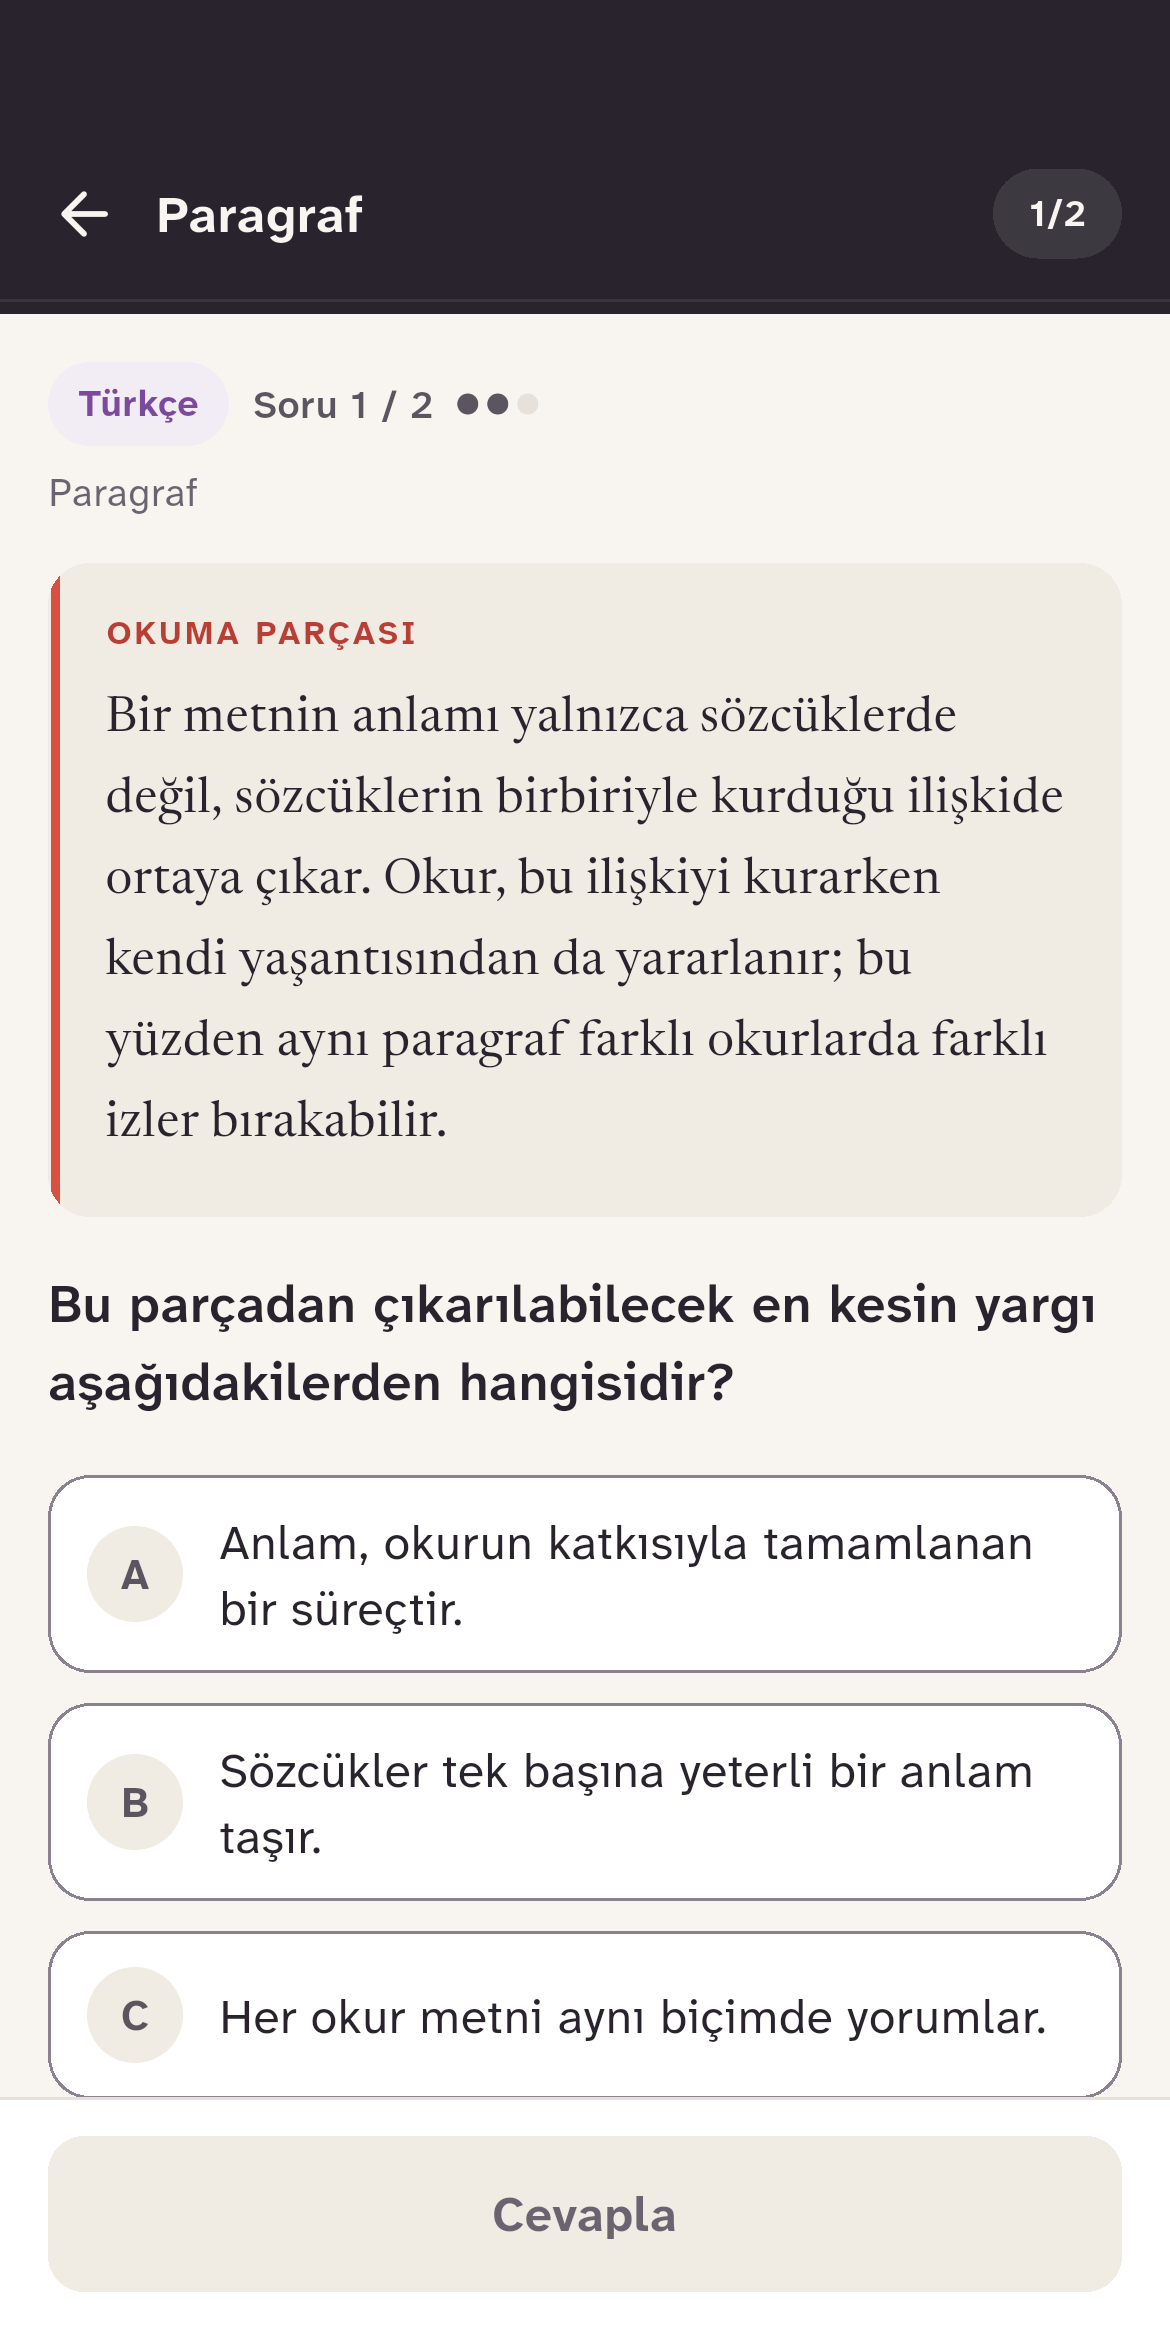 Paragraf
1/2
Türkçe
Soru 1 / 2
Paragraf
OKUMA PARÇASI
Bir metnin anlamı yalnızca sözcüklerde
değil, sözcüklerin birbiriyle kurduğu ilişkide
ortaya çıkar. Okur, bu ilişkiyi kurarken
kendi yaşantısından da yararlanır; bu
yüzden aynı paragraf farklı okurlarda farklı
izler bırakabilir.
Bu parçadan çıkarılabilecek en kesin yargı
aşağıdakilerden hangisidir?
A
Anlam, okurun katkısıyla tamamlanan
bir süreçtir.
B
Sözcükler tek başına yeterli bir anlam
taşır.
C
Her okur metni aynı biçimde yorumlar.
Cevapla